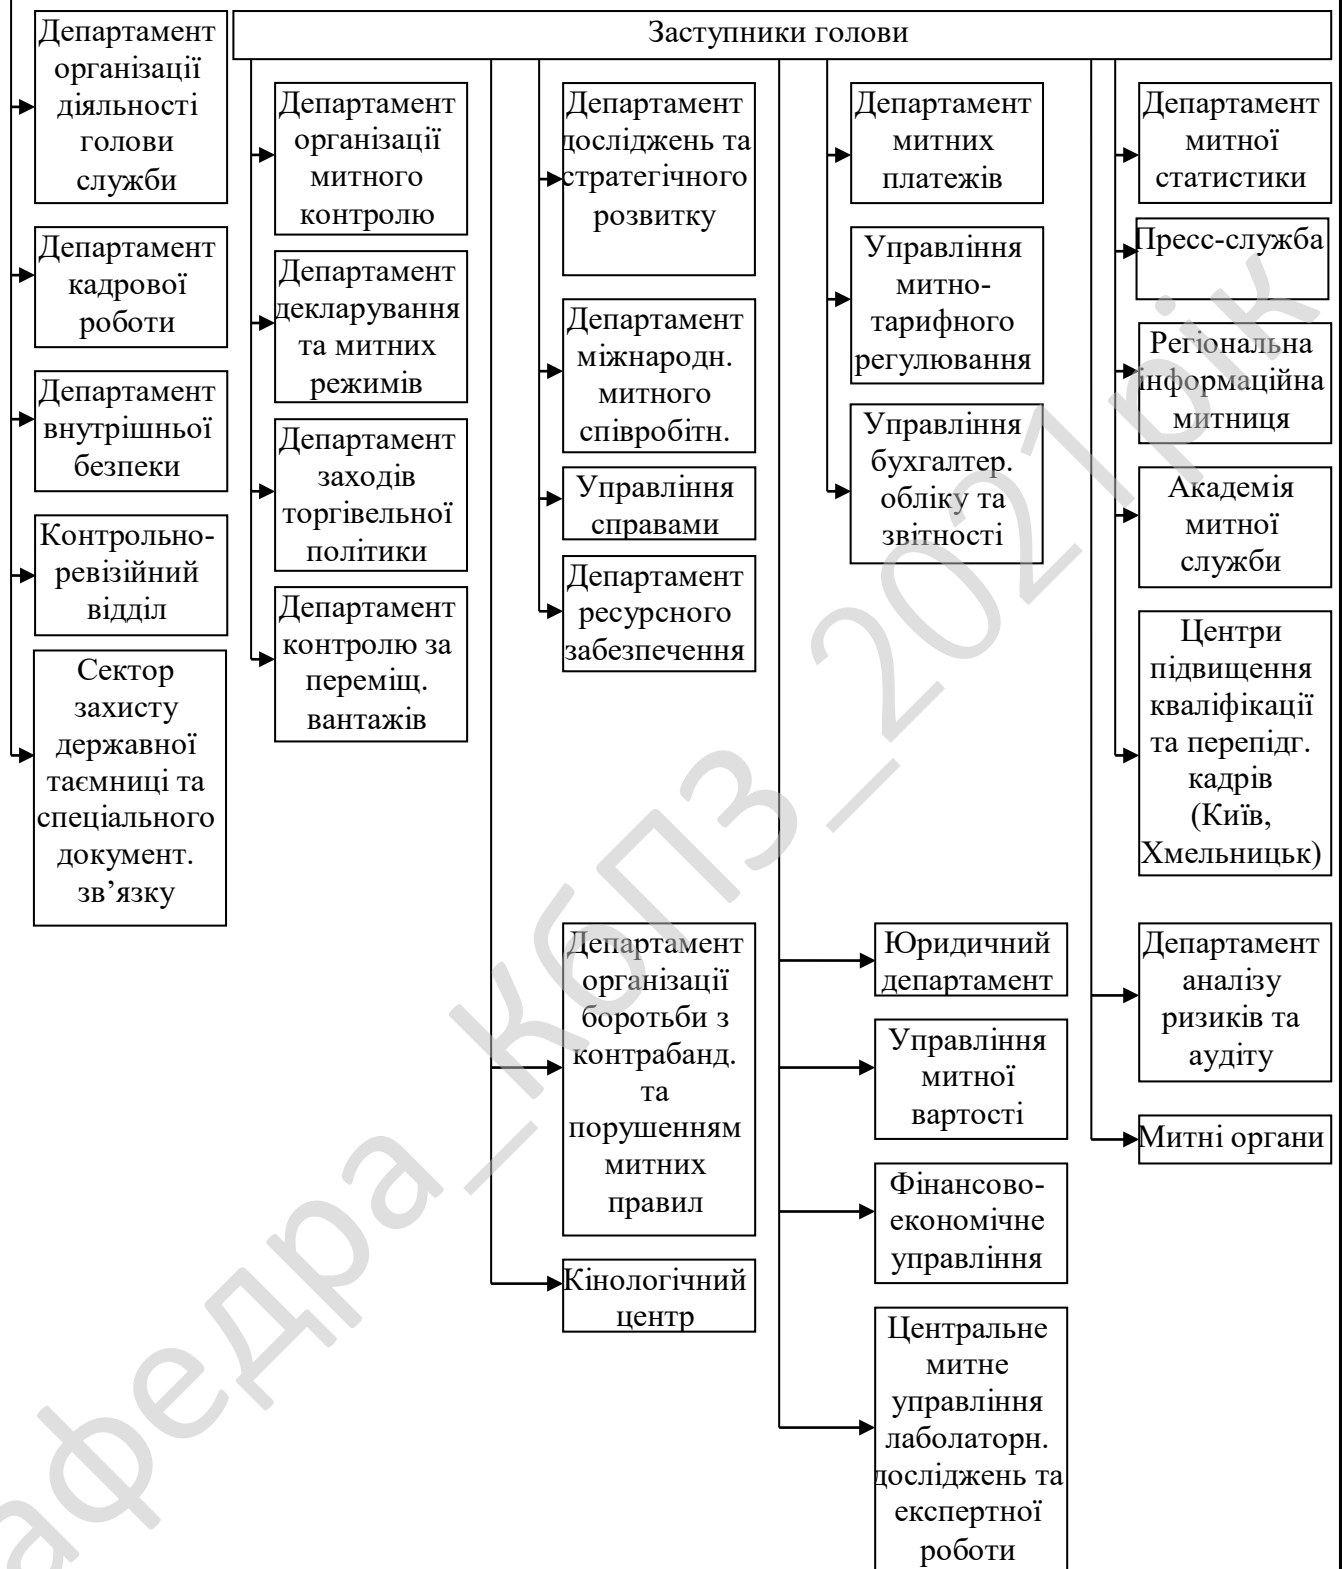 Департамент
організації
діяльності
голови
служби
Департамент
кадрової
роботи
Департамент
внутрішньої
безпеки
Контрольно-
ревізійний
відділ
Сектор
захисту
державної
таємниці та
спеціального
документ.
зв’язку
Заступники голови
Департамент
організації
митного
контролю
Департамент
декларування
та митних
режимів
Департамент
заходів
торгівельної
політики
Департамент
контролю за
переміщ.
вантажів
Департамент
досліджень та
стратегічного
розвитку
Департамент
міжнародн.
митного
співробітн.
Управління
справами
Департамент
ресурсного
забезпечення
Департамент
організації
боротьби з
контрабанд.
та
порушенням
митних
правил
Кінологічний
центр
Департамент
митних
платежів
Управління
митно-
тарифного
регулювання
Управління
бухгалтер.
обліку та
звітності
Юридичний
департамент
Управління
митної
вартості
Фінансово-
економічне
управління
Центральне
митне
управління
лаболаторн.
досліджень та
експертної
роботи
Департамент
митної
статистики
Пресс-служба
Регіональна
інформаційна
митниця
Академія
митної
служби
Центри
підвищення
кваліфікації
та перепідг.
кадрів
(Київ,
Хмельницьк)
Департамент
аналізу
ризиків та
аудіту
Митні органи
афедра_кбпз_2021рік